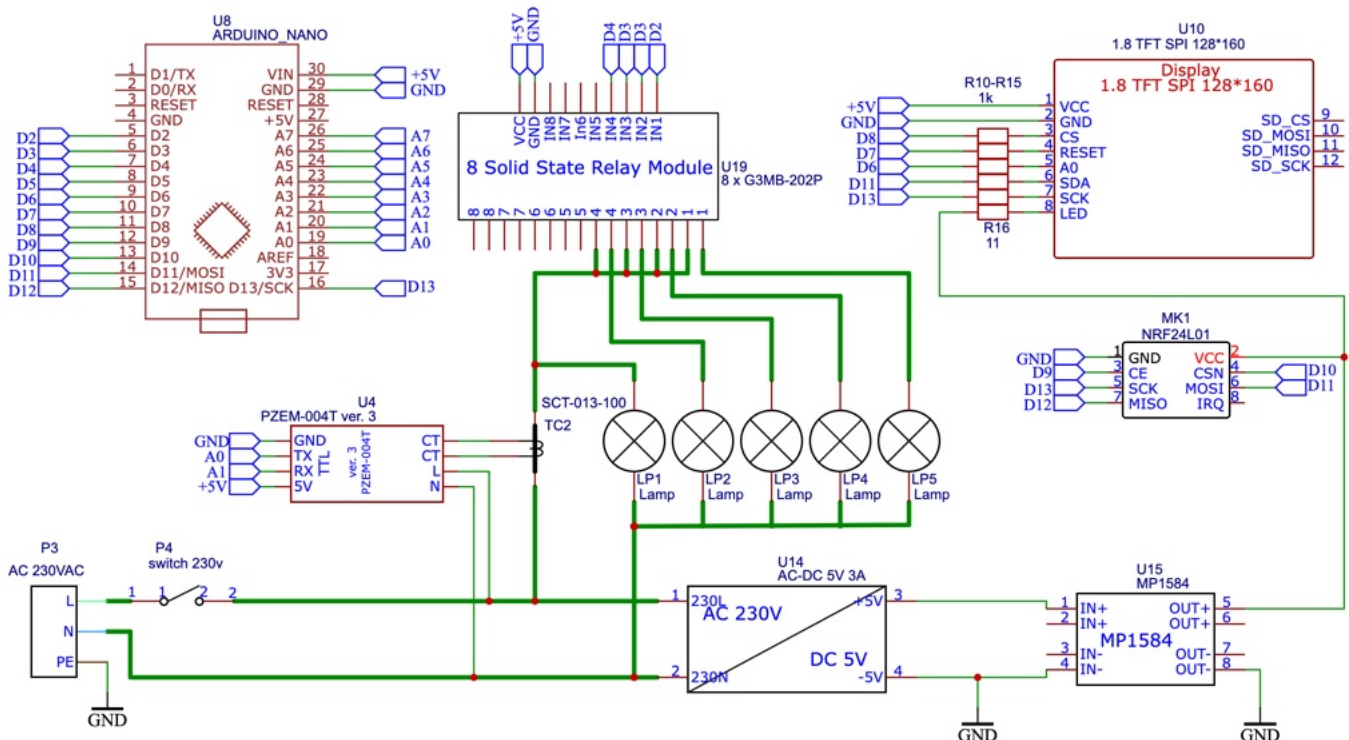 U8
ARDUINO_NANO
1 D1/TX VIN 30 +5V
2 D0/RX GND 29 GND
3 RESET RESET 28
4 GND +5V 27
D2 5 D2 A7 26 A7
D3 6 D3 A6 25 A6
D4 7 D4 A5 24 A5
D5 8 D5 A4 23 A4
D6 9 D6 A3 22 A3
D7 10 D7 A2 21 A2
D8 11 D8 A1 20 A1
D9 12 D9 A0 19 A0
D10 13 D10 AREF 18
D11 14 D11/MOSI 3V3 17
D12 15 D12/MISO D13/SCK 16 D13
+5V GND D4 D3 D3 D2
VCC GND IN8 IN7 In6 IN5 IN4 IN3 IN2 IN1
8 Solid State Relay Module
U19
8 x G3MB-202P
8 8 7 7 6 6 5 5 4 4 3 3 2 2 1 1
U10
1.8 TFT SPI 128*160
Display
1.8 TFT SPI 128*160
R10-R15
1k
+5V 1 VCC
GND 2 GND
D8 3 CS
D7 4 RESET
D6 5 A0
D11 6 SDA
D13 7 SCK
8 LED
R16
11
SD_CS 9
SD_MOSI 10
SD_MISO 11
SD_SCK 12
MK1
NRF24L01
GND 1 GND VCC 2
D9 3 CE CSN 4 D10
D13 5 SCK MOSI 6 D11
D12 7 MISO IRQ 8
U4
PZEM-004T ver. 3
GND GND CT
A0 TX CT
A1 RX L
+5V 5V N
TTL
ver. 3
PZEM-004T
SCT-013-100
TC2
LP1
Lamp
LP2
Lamp
LP3
Lamp
LP4
Lamp
LP5
Lamp
P3
AC 230VAC
L
N
PE
GND
P4
switch 230v
1 1 2 2
U14
AC-DC 5V 3A
1 230L +5V 3
AC 230V
DC 5V
2 230N -5V 4
GND
U15
MP1584
1 IN+ OUT+ 5
2 IN+ OUT+ 6
MP1584
3 IN- OUT- 7
4 IN- OUT- 8
GND